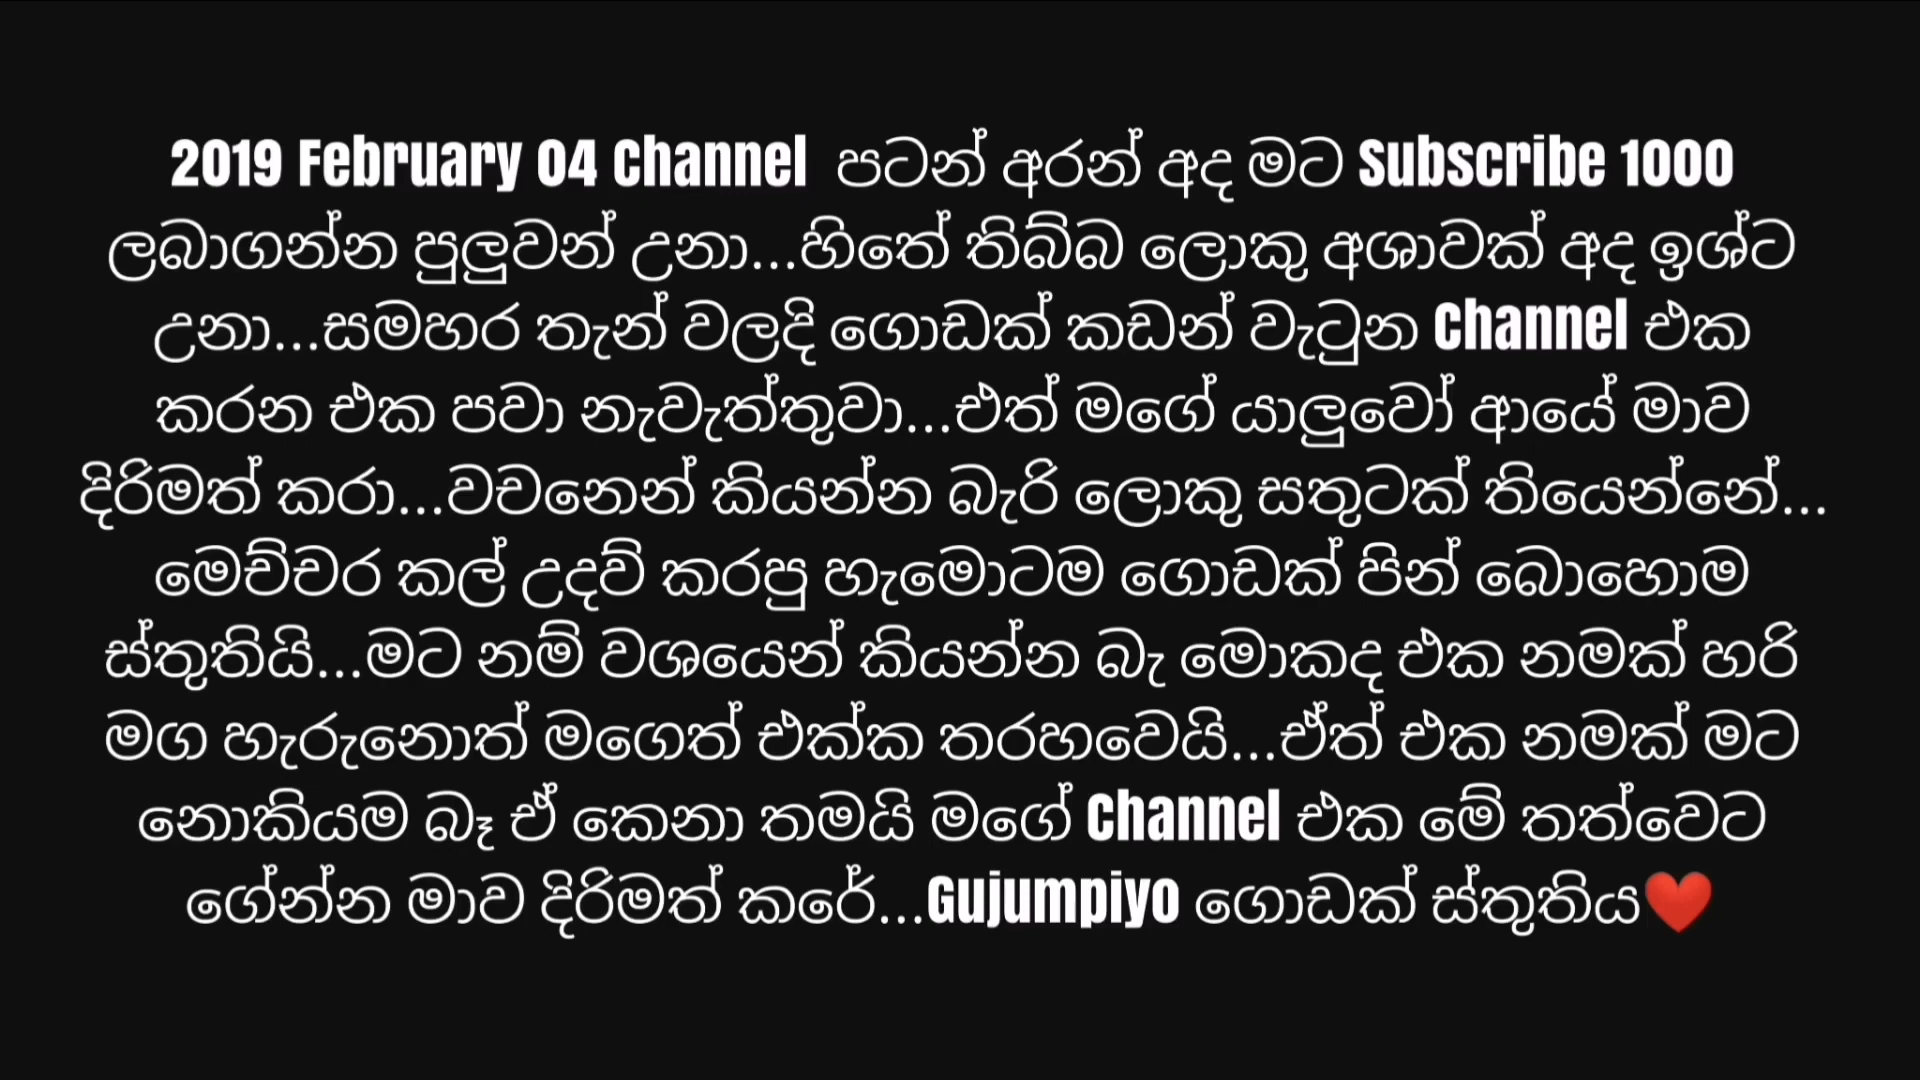 2019 February 04 Channel පටන් අරන් අද මට Subscribe 1000
ලබාගන්න පුලුවන් උනා...හිතේ තිබ්බ ලොකු අශාවක් අද ඉශ්ට
උනා...සමහර තැන් වලදි ගොඩක් කඩන් වැටුන Channel එක
කරන එක පවා නැවැත්තුවා...එත් මගේ යාලුවෝ ආයේ මාව
දිරිමත් කරා...වචනෙන් කියන්න බැරි ලොකු සතුටක් තියෙන්නේ...
මෙච්චර කල් උදව් කරපු හැමොටම ගොඩක් පින් බොහොම
ස්තුතියි...මට නම් වශයෙන් කියන්න බැ මොකද එක නමක් හරි
මග හැරුනොත් මගෙත් එක්ක තරහවෙයි...ඒත් එක නමක් මට
නොකියම බෑ ඒ කෙනා තමයි මගේ Channel එක මේ තත්වෙට
ගේන්න මාව දිරිමත් කරේ...Gujumpiyo ගොඩක් ස්තුතිය❤️